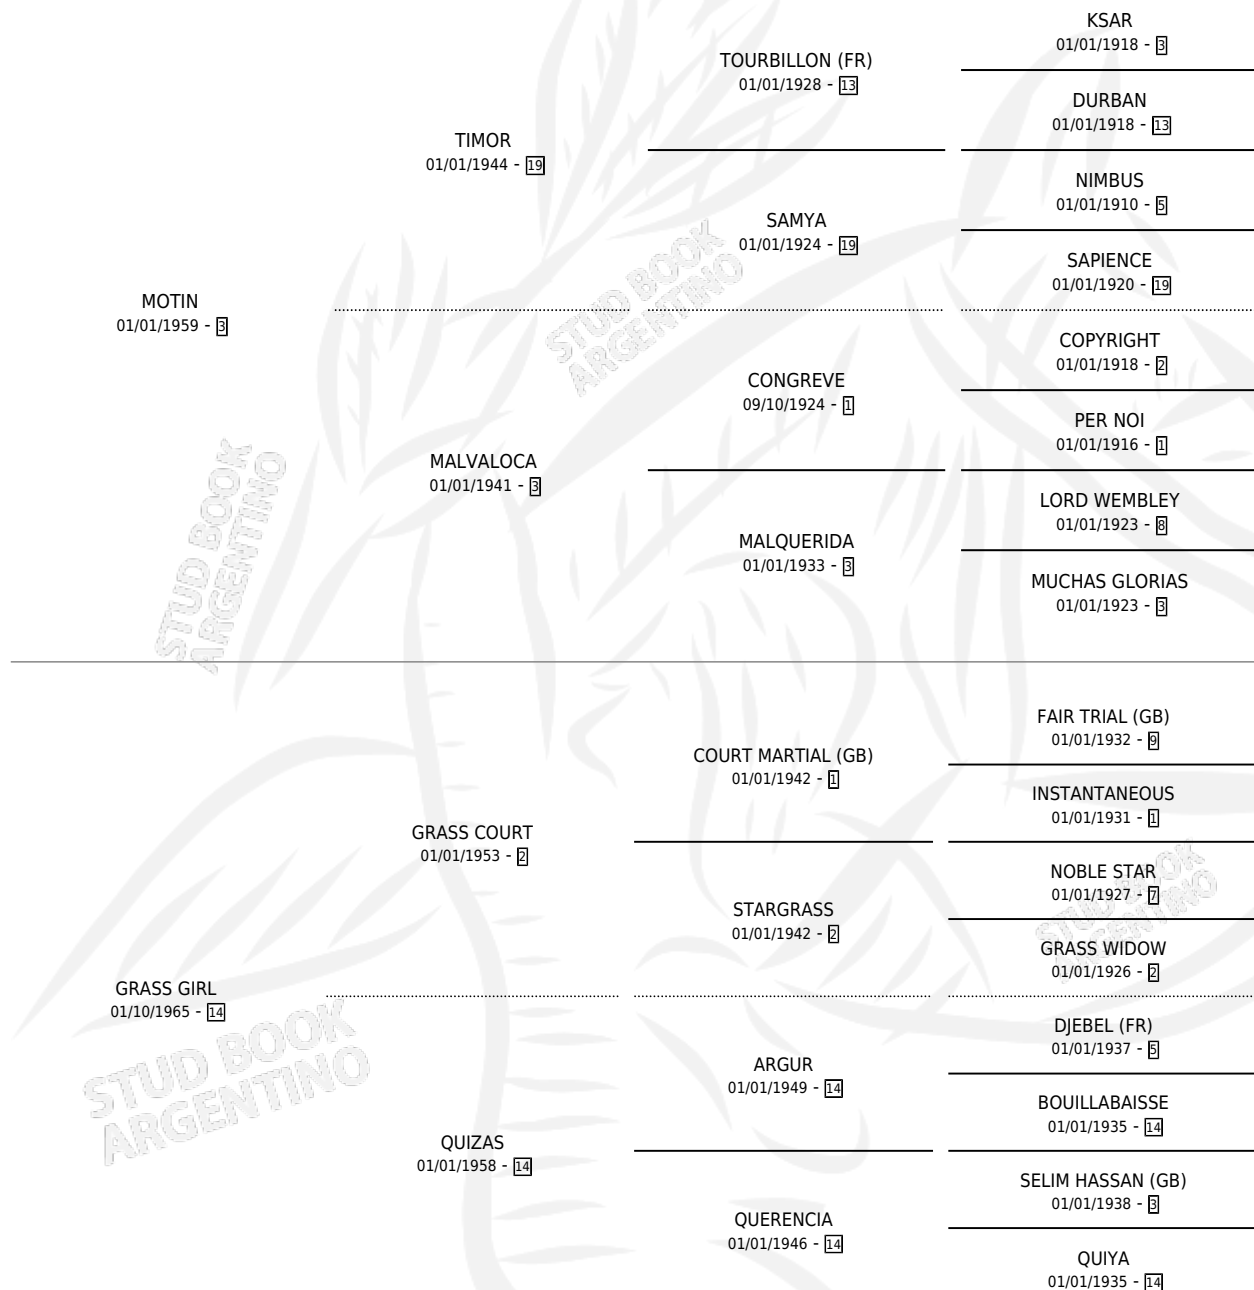 KSAR
01/01/1918 - 3
TOURBILLON (FR)
01/01/1928 - 13
DURBAN
01/01/1918 - 13
TIMOR
01/01/1944 - 19
NIMBUS
01/01/1910 - 5
SAMYA
01/01/1924 - 19
SAPIENCE
01/01/1920 - 19
MOTIN
01/01/1959 - 3
STUD BOOK
ARGENTINO
COPYRIGHT
01/01/1918 - 2
CONGREVE
09/10/1924 - 1
PER NOI
01/01/1916 - 1
MALVALOCA
01/01/1941 - 3
LORD WEMBLEY
01/01/1923 - 8
MALQUERIDA
01/01/1933 - 3
MUCHAS GLORIAS
01/01/1923 - 3
STUD BOOK
ARGENTINO
FAIR TRIAL (GB)
01/01/1932 - 9
COURT MARTIAL (GB)
01/01/1942 - 1
INSTANTANEOUS
01/01/1931 - 1
GRASS COURT
01/01/1953 - 2
NOBLE STAR
01/01/1927 - 7
STUD BOOK
ARGENTINO
STARGRASS
01/01/1942 - 2
GRASS WIDOW
01/01/1926 - 2
GRASS GIRL
01/10/1965 - 14
STUD BOOK
ARGENTINO
DJEBEL (FR)
01/01/1937 - 5
ARGUR
01/01/1949 - 14
BOUILLABAISSE
01/01/1935 - 14
QUIZAS
01/01/1958 - 14
SELIM HASSAN (GB)
01/01/1938 - 3
QUERENCIA
01/01/1946 - 14
QUIYA
01/01/1935 - 14